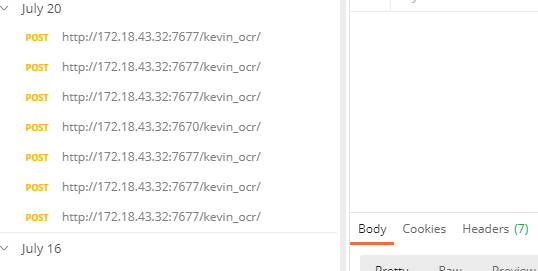 July 20
POST http://172.18.43.32:7677/kevin_ocr/
POST http://172.18.43.32:7677/kevin_ocr/
POST http://172.18.43.32:7677/kevin_ocr/
POST http://172.18.43.32:7670/kevin_ocr/
POST http://172.18.43.32:7677/kevin_ocr/
POST http://172.18.43.32:7677/kevin_ocr/
POST http://172.18.43.32:7677/kevin_ocr/
July 16
Body Cookies Headers (7)
Pretty Raw Preview